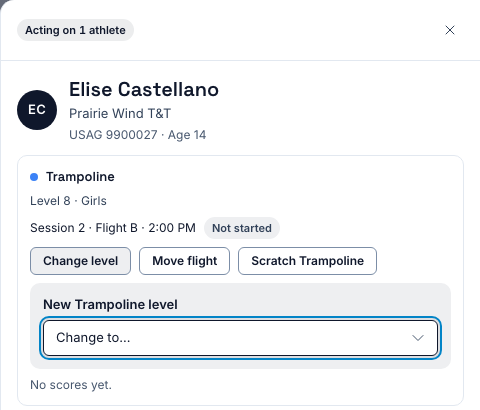 Acting on 1 athlete
EC
Elise Castellano
Prairie Wind T&T
USAG 9900027 · Age 14
Trampoline
Level 8 · Girls
Session 2 · Flight B · 2:00 PM Not started
Change level Move flight Scratch Trampoline
New Trampoline level
Change to...
No scores yet.